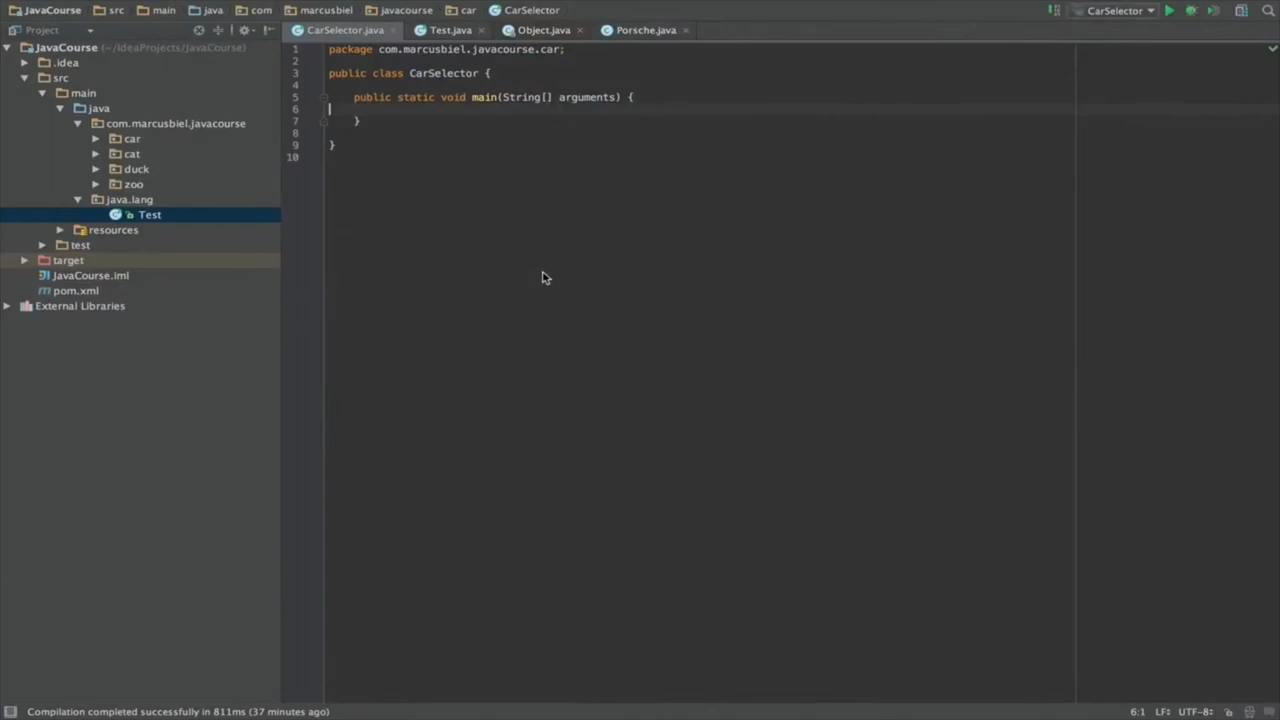 JavaCourse src main java com marcusbiel javacourse car CarSelector CarSelector
Project CarSelector.java Test.java Object.java Porsche.java
JavaCourse (~/IdeaProjects/JavaCourse)
.idea
src
main
java
com.marcusbiel.javacourse
car
cat
duck
zoo
java.lang
Test
resources
test
target
JavaCourse.iml
pom.xml
External Libraries
1 package com.marcusbiel.javacourse.car;
2
3 public class CarSelector {
4
5 public static void main(String[] arguments) {
6
7 }
8
9 }
10
Compilation completed successfully in 811ms (37 minutes ago) 6:1 LF÷ UTF-8÷